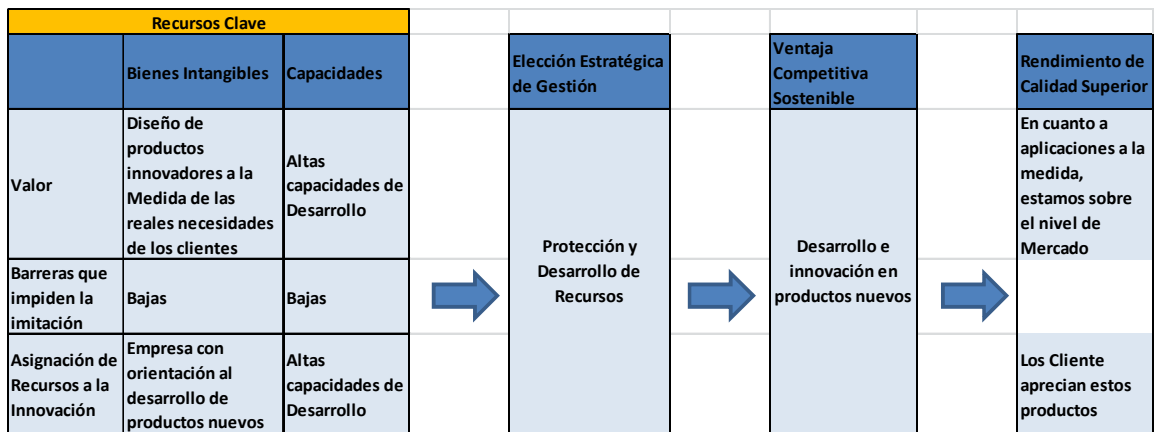 Recursos Clave
Bienes Intangibles
Capacidades
Elección Estratégica
de Gestión
Ventaja
Competitiva
Sostenible
Rendimiento de
Calidad Superior
Valor
Diseño de
productos
innovadores a la
Medida de las
reales necesidades
de los clientes
Altas
capacidades de
Desarrollo
Barreras que
impiden la
imitación
Bajas
Bajas
Asignación de
Recursos a la
Innovación
Empresa con
orientación al
desarrollo de
productos nuevos
Altas
capacidades de
Desarrollo
Protección y
Desarrollo de
Recursos
Desarrollo e
innovación en
productos nuevos
En cuanto a
aplicaciones a la
medida,
estamos sobre
el nivel de
Mercado
Los Cliente
aprecian estos
productos